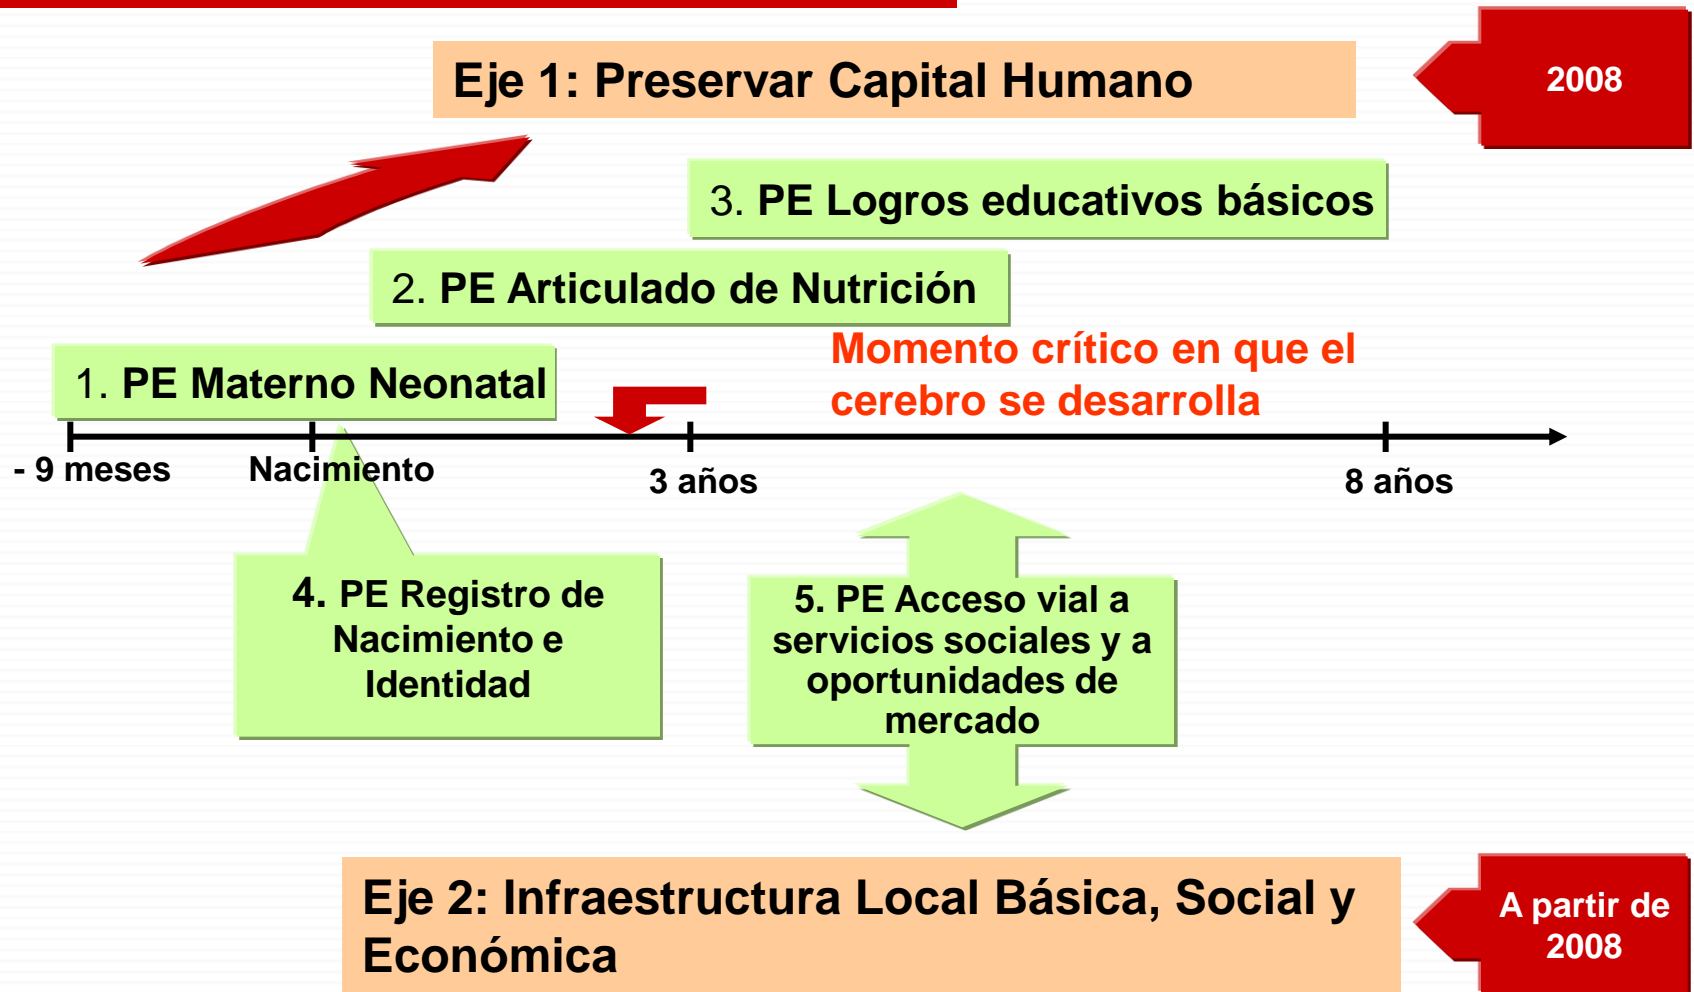 Eje 1: Preservar Capital Humano
2008
3. PE Logros educativos básicos
2. PE Articulado de Nutrición
Momento crítico en que el
cerebro se desarrolla
1. PE Materno Neonatal
- 9 meses
Nacimiento
3 años
8 años
4. PE Registro de
Nacimiento e
Identidad
5. PE Acceso vial a
servicios sociales y a
oportunidades de
mercado
Eje 2: Infraestructura Local Básica, Social y
Económica
A partir de
2008